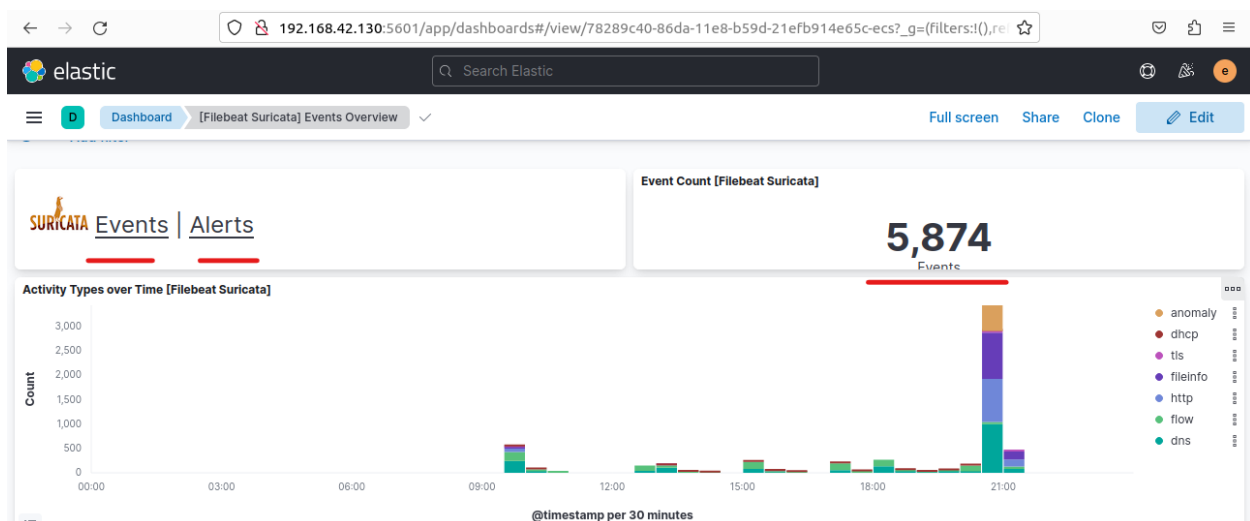 192.168.42.130:5601/app/dashboards#/view/78289c40-86da-11e8-b59d-21efb914e65c-ecs?_g=(filters:!(),re
elastic
Search Elastic
e
D
Dashboard
[Filebeat Suricata] Events Overview
Full screen
Share
Clone
Edit
Add filter
SURICATA
Events | Alerts
Event Count [Filebeat Suricata]
5,874
Events
Activity Types over Time [Filebeat Suricata]
Count
3,000
2,500
2,000
1,500
1,000
500
0
00:00
03:00
06:00
09:00
12:00
15:00
18:00
21:00
@timestamp per 30 minutes
anomaly
dhcp
tls
fileinfo
http
flow
dns